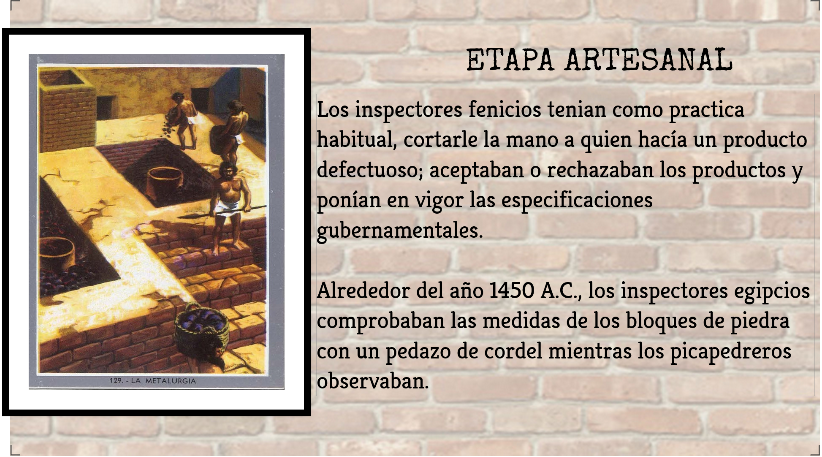 ETAPA ARTESANAL
Los inspectores fenicios tenian como practica
habitual, cortarle la mano a quien hacía un producto
defectuoso; aceptaban o rechazaban los productos y
ponían en vigor las especificaciones
gubernamentales.
Alrededor del año 1450 A.C., los inspectores egipcios
comprobaban las medidas de los bloques de piedra
con un pedazo de cordel mientras los picapedreros
observaban.
129. - LA METALURGIA